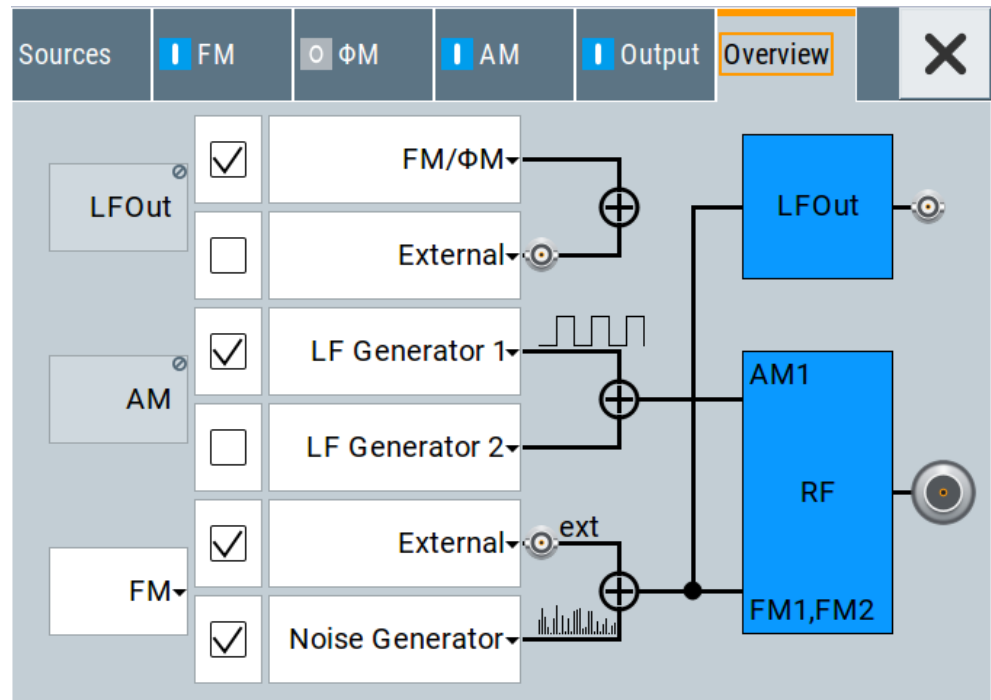 Sources FM ΦM AM Output Overview
FM/ΦM
LFOut LFOut
External
LF Generator 1
AM1
AM
LF Generator 2
RF
External ext
FM
FM1,FM2
Noise Generator